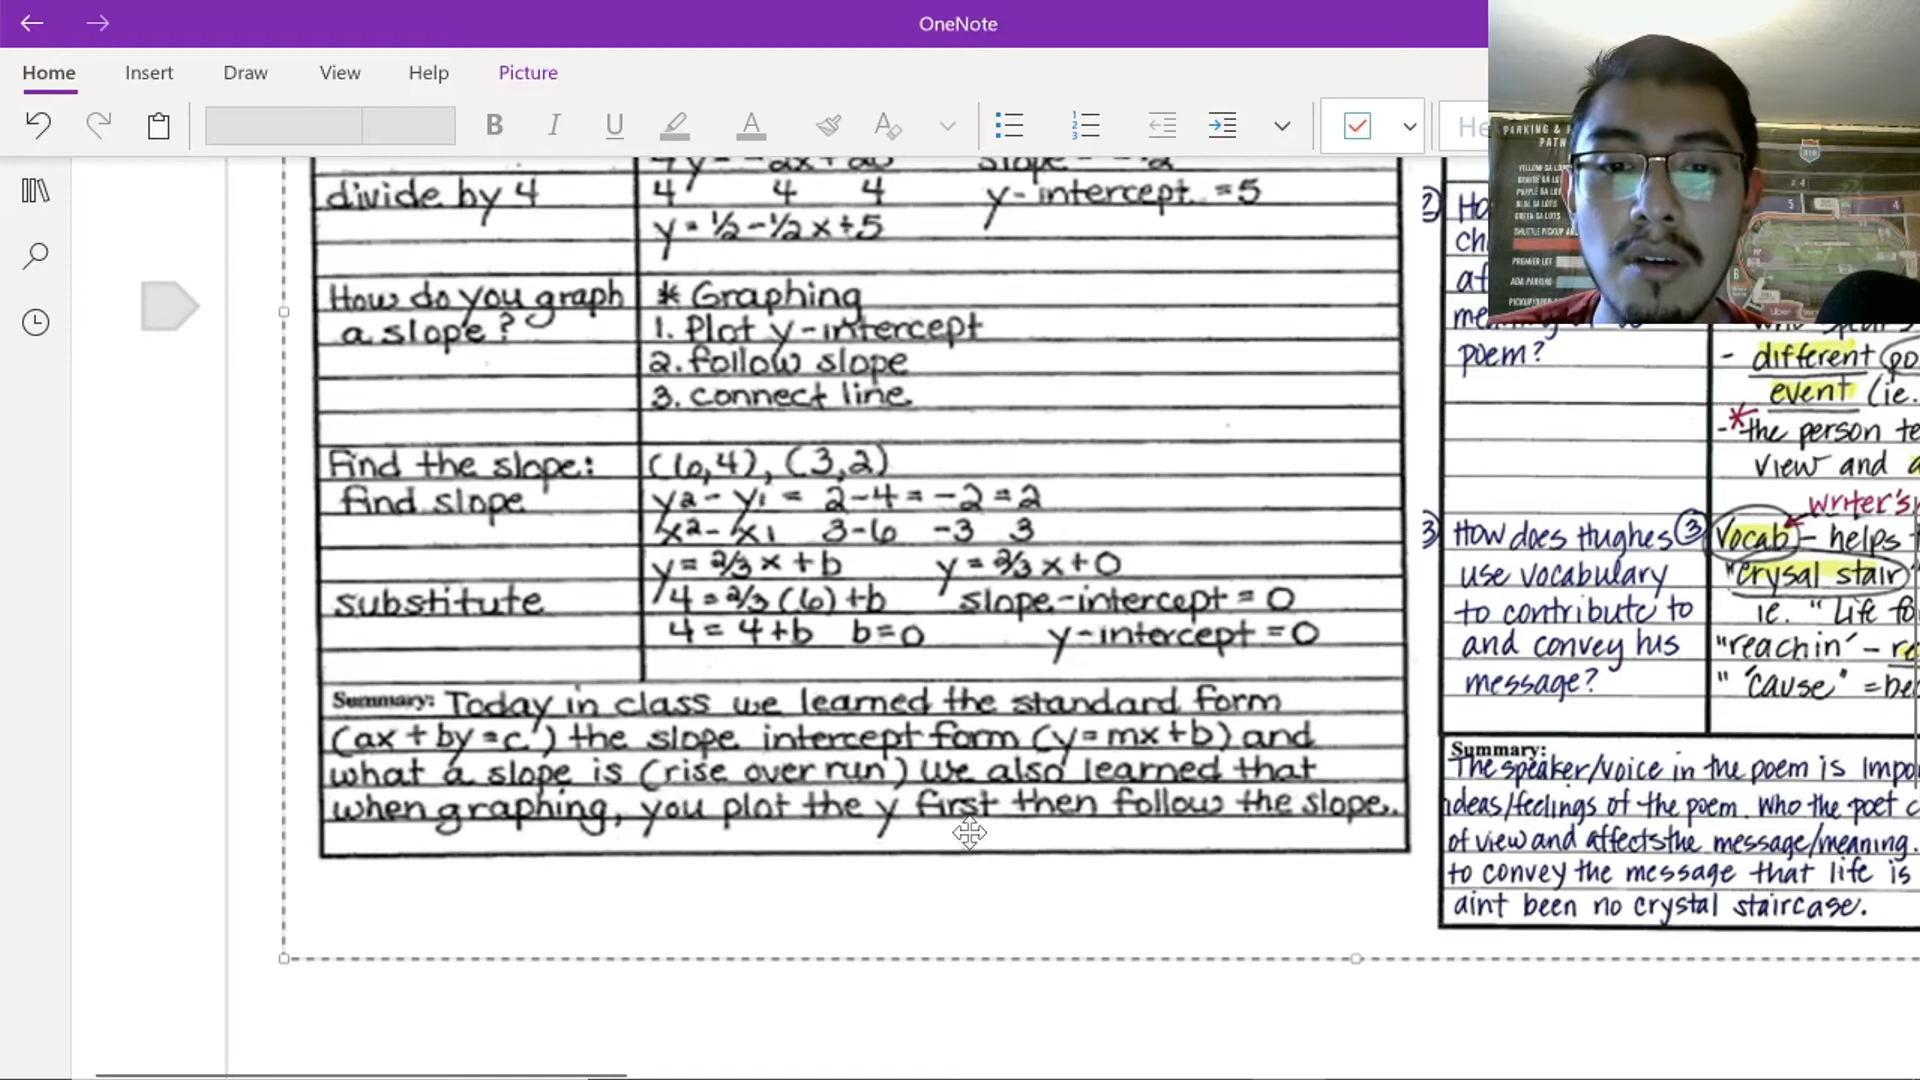 OneNote
Home Insert Draw View Help Picture
B I U
He
divide by 4
4 4 4 y-intercept = 5
y = ½-½x+5
How do you graph
a slope?
* Graphing
1. Plot y-intercept
2. follow slope
3. connect line
Find the slope:
find slope
(6,4), (3,2)
y2 - y1 = 2-4 = -2 = 2
x2 - x1 3-6 -3 3
y = 2/3 x + b y = 2/3 x + 0
substitute
4 = 2/3 (6) + b slope-intercept = 0
4 = 4+b b=0 y-intercept = 0
Summary: Today in class we learned the standard form
(ax + by = c) the slope intercept form (y=mx+b) and
what a slope is (rise over run) we also learned that
when graphing, you plot the y first then follow the slope.
poem?
- different
event (ie.
-*the person
view and
writer's
3 How does Hughes
use vocabulary
to contribute to
and convey his
message?
3 Vocab - helps
"crysal stair"
ie. "Life
"reachin' -
"'cause" =
Summary:
The speaker/voice in the poem is
ideas/feelings of the poem. Who the poet
of view and affects the message/meaning.
to convey the message that life is
aint been no crystal staircase.
YELLOW
PREMIER LOT
ADA PARKING
Uber